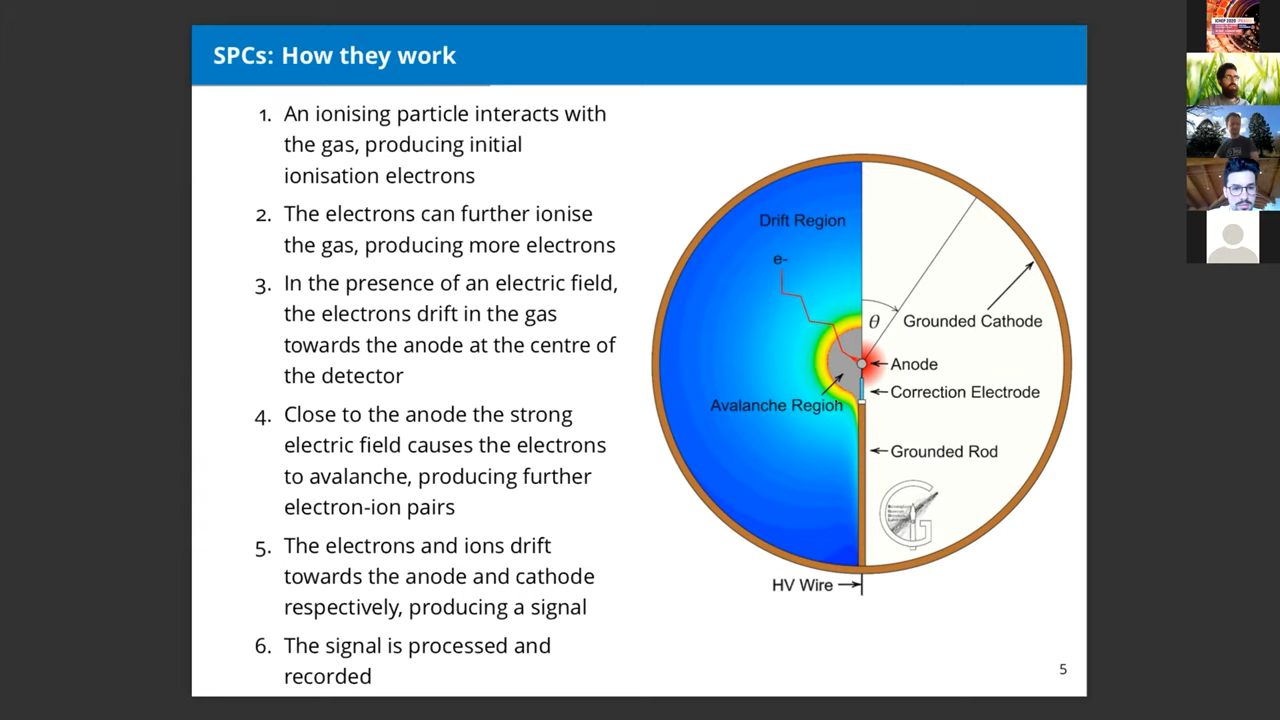 SPCs: How they work
1. An ionising particle interacts with
the gas, producing initial
ionisation electrons
2. The electrons can further ionise
the gas, producing more electrons
3. In the presence of an electric field,
the electrons drift in the gas
towards the anode at the centre of
the detector
4. Close to the anode the strong
electric field causes the electrons
to avalanche, producing further
electron-ion pairs
5. The electrons and ions drift
towards the anode and cathode
respectively, producing a signal
6. The signal is processed and
recorded
Drift Region
e-
θ
Grounded Cathode
Anode
Correction Electrode
Avalanche Region
Grounded Rod
HV Wire
5
ICHEP 2020